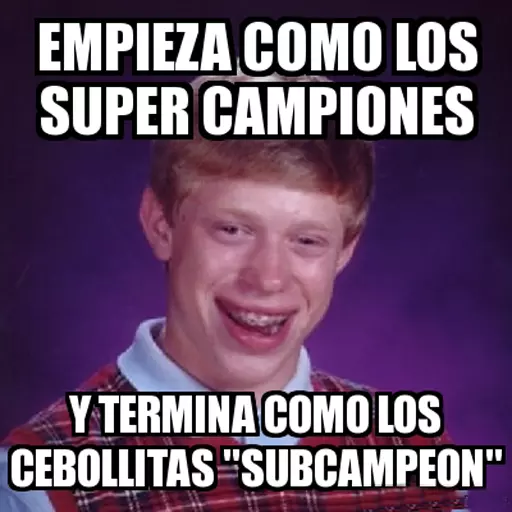 EMPIEZA COMO LOS
SUPER CAMPIONES
Y TERMINA COMO LOS
CEBOLLITAS "SUBCAMPEON"